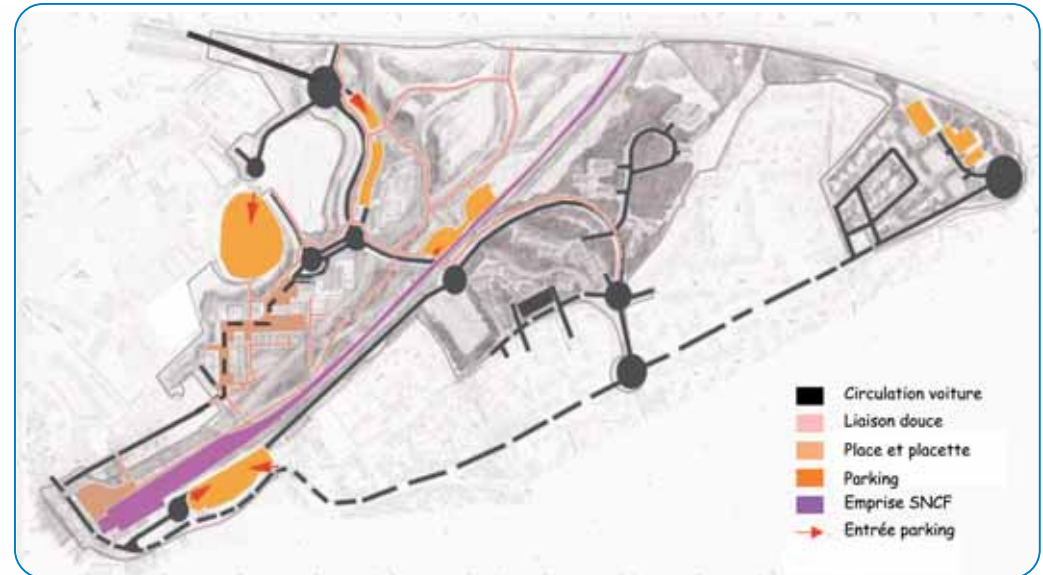 Circulation voiture
Liaison douce
Place et placette
Parking
Emprise SNCF
Entrée parking